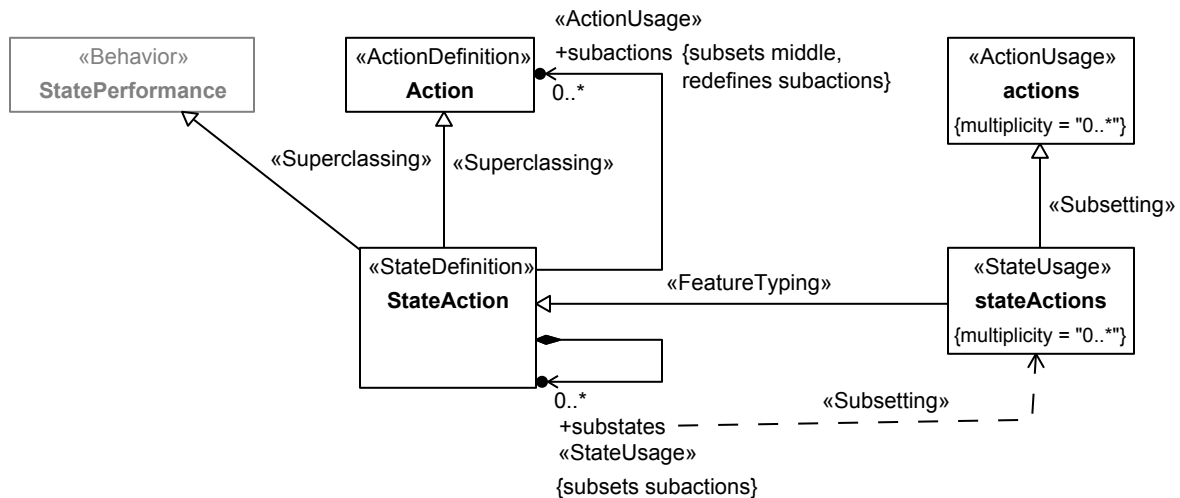 «ActionUsage»
+subactions {subsets middle,
redefines subactions}
0..*
«Behavior»
StatePerformance
«ActionDefinition»
Action
«ActionUsage»
actions
{multiplicity = "0..*"}
«Superclassing»
«Superclassing»
«Subsetting»
«StateDefinition»
StateAction
«FeatureTyping»
«StateUsage»
stateActions
{multiplicity = "0..*"}
0..*
+substates
«StateUsage»
{subsets subactions}
«Subsetting»